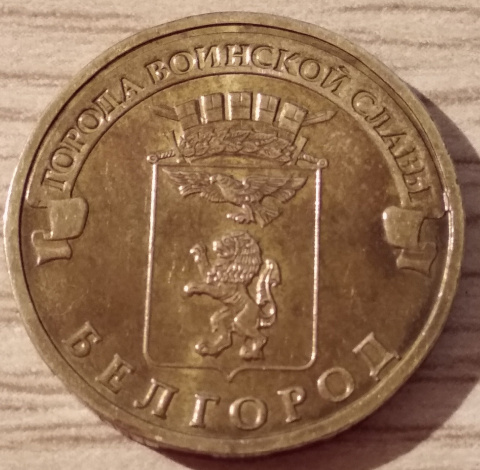 ГОРОДА ВОИНСКОЙ СЛАВЫ
БЕЛГОРОД